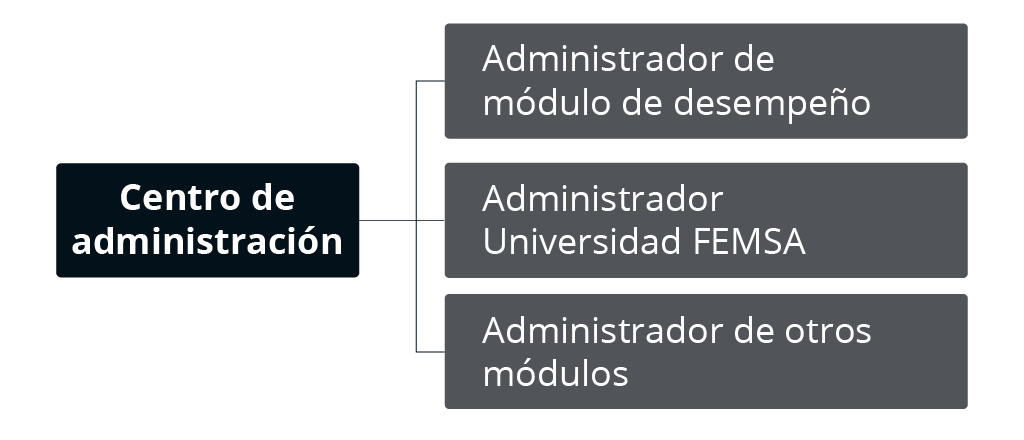 Centro de
administración
Administrador de
módulo de desempeño
Administrador
Universidad FEMSA
Administrador de otros
módulos